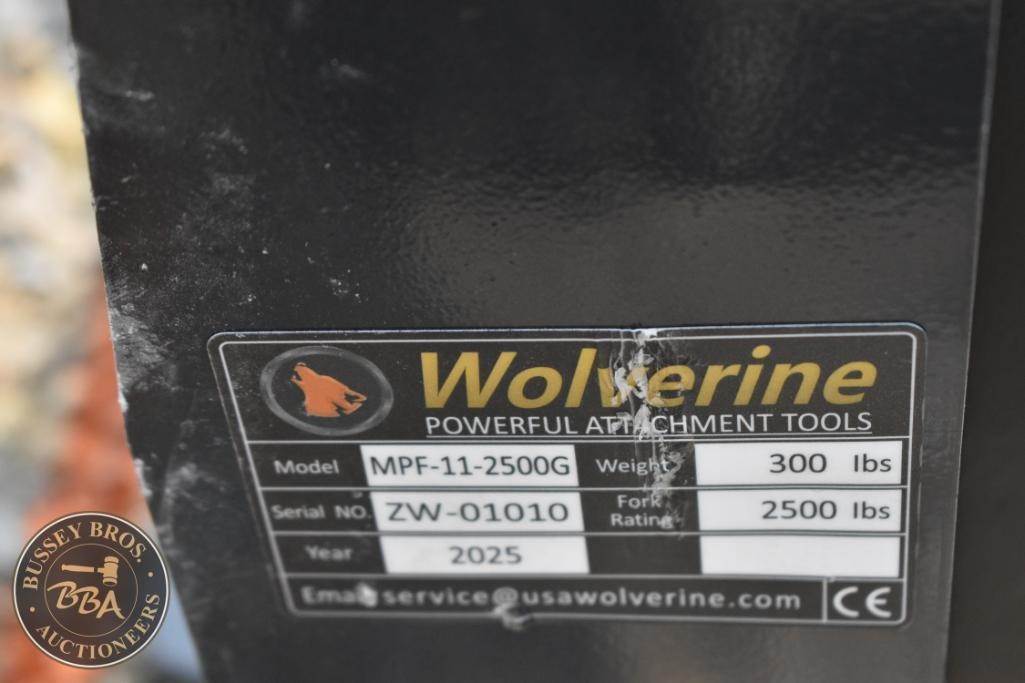 Wolverine
POWERFUL ATTACHMENT TOOLS
Model MPF-11-2500G Weight 300 lbs
Serial NO. ZW-01010 Fork Rating 2500 lbs
Year 2025
Email service@usawolverine.com CE
BUSSEY BROS.
BBA
AUCTIONEERS